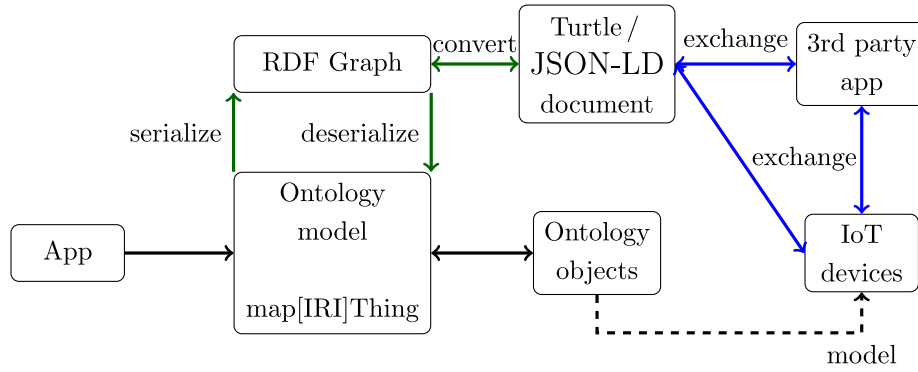 Turtle /
JSON-LD
document
RDF Graph
convert
exchange
3rd party
app
serialize
deserialize
exchange
Ontology
model
map[IRI]Thing
App
Ontology
objects
IoT
devices
model